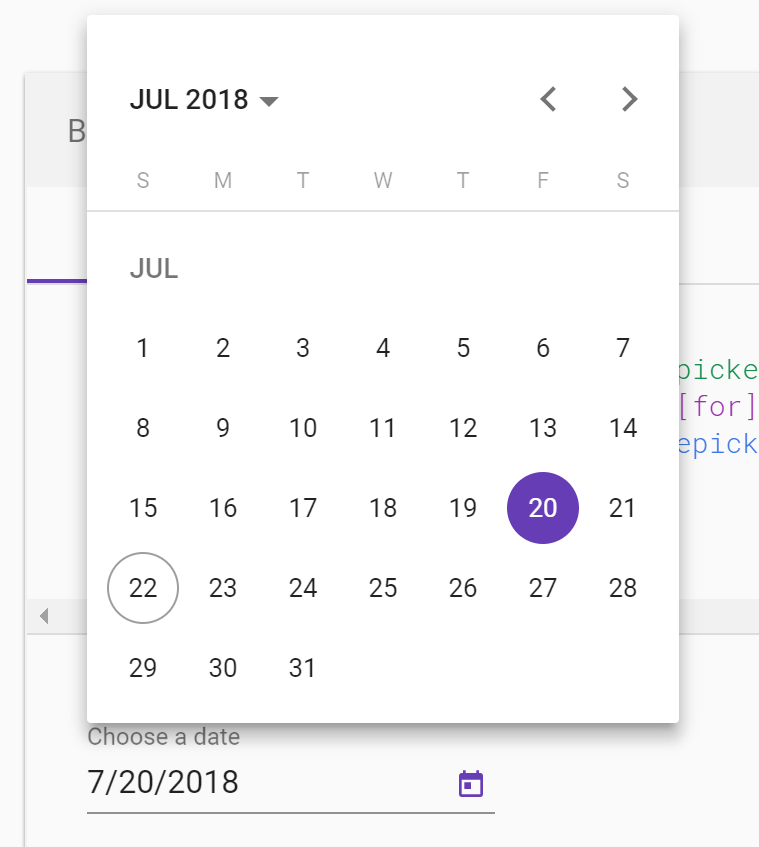 JUL 2018
B
S M T W T F S
JUL
1 2 3 4 5 6 7
picke
[for]
8 9 10 11 12 13 14
epick
15 16 17 18 19 20 21
22 23 24 25 26 27 28
29 30 31
Choose a date
7/20/2018